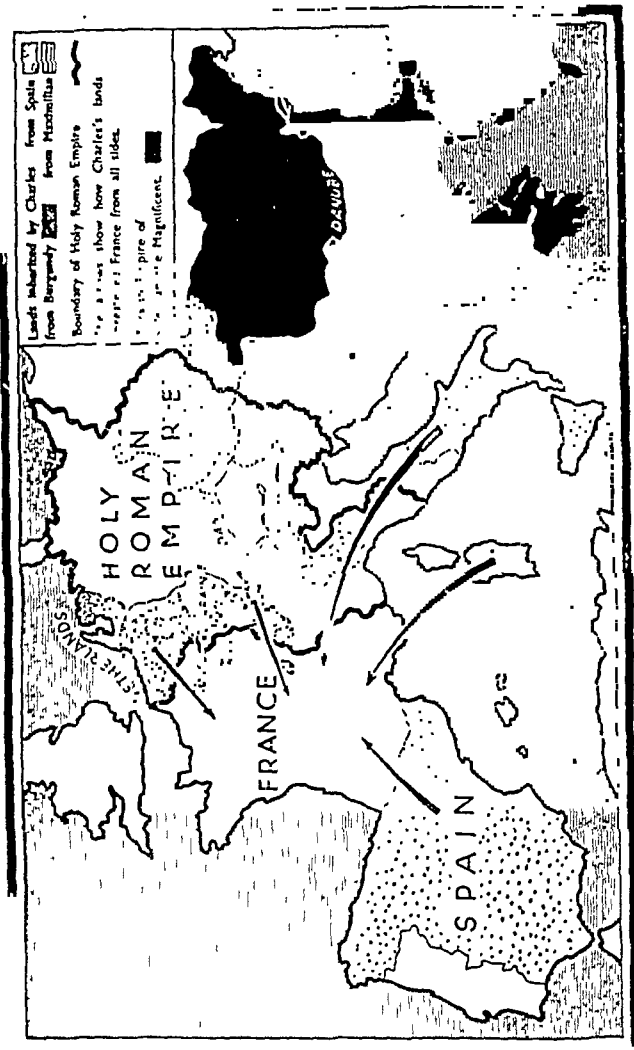 Lands inherited by Charles from Spain
from Burgundy from Maximilian
Boundary of Holy Roman Empire
show how Charles's lands
France from all sides.
Magnificent.
DANUBE
HOLY
ROMAN
EMPIRE
FRANCE
SPAIN